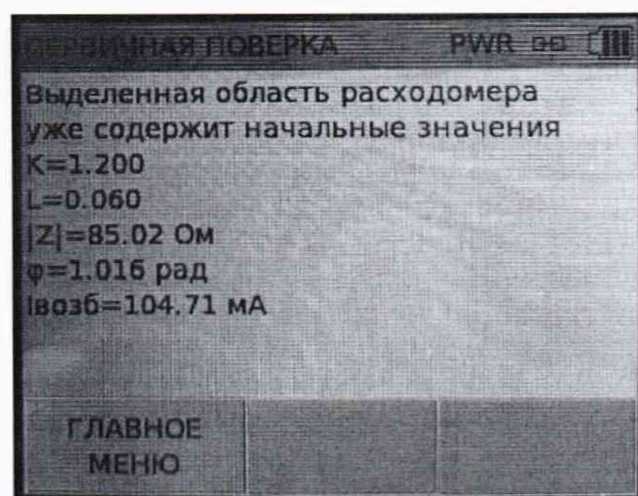 ПЕРВИЧНАЯ ПОВЕРКА PWR
Выделенная область расходомера
уже содержит начальные значения
K=1.200
L=0.060
|Z|=85.02 Ом
φ=1.016 рад
Iвозб=104.71 мА
ГЛАВНОЕ
МЕНЮ